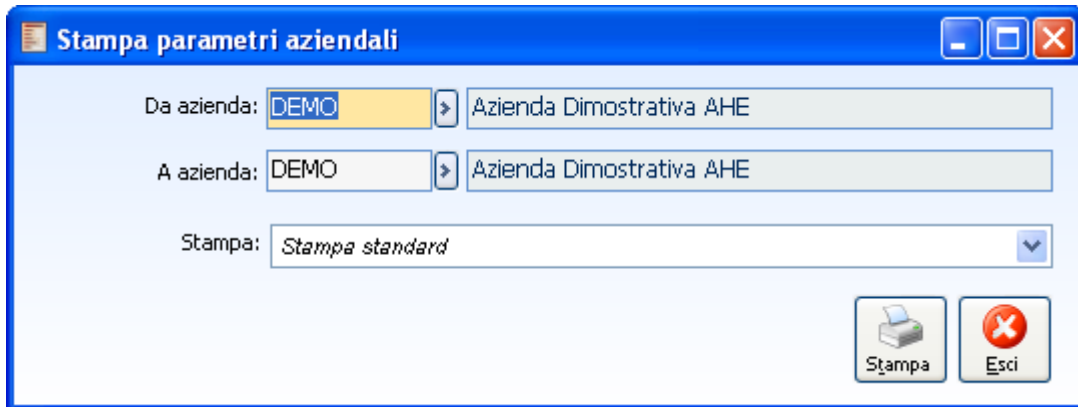 Stampa parametri aziendali
Da azienda: DEMO Azienda Dimostrativa AHE
A azienda: DEMO Azienda Dimostrativa AHE
Stampa: Stampa standard
Stampa Esci